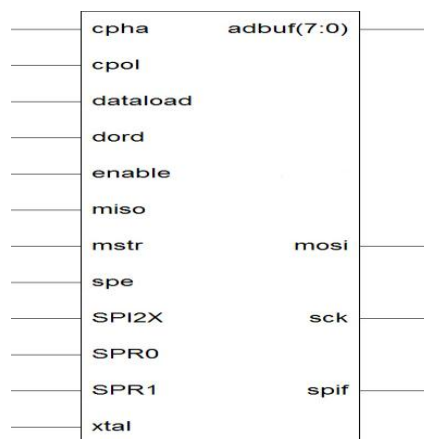 cpha adbuf(7:0)
cpol
dataload
dord
enable
miso
mstr mosi
spe
SPI2X sck
SPR0
SPR1 spif
xtal